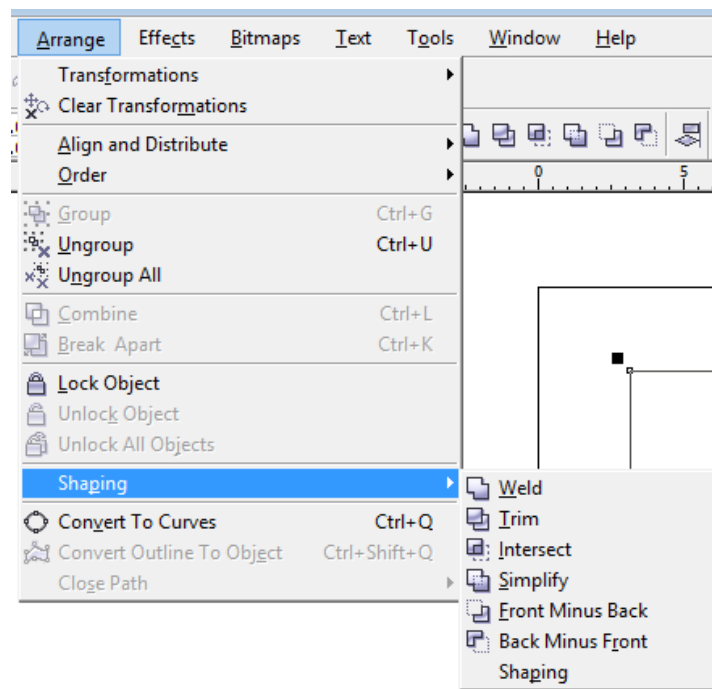 Arrange Effects Bitmaps Text Tools Window Help
Transformations
Clear Transformations
Align and Distribute
Order
0 5
Group Ctrl+G
Ungroup Ctrl+U
Ungroup All
Combine Ctrl+L
Break Apart Ctrl+K
Lock Object
Unlock Object
Unlock All Objects
Shaping
Convert To Curves Ctrl+Q
Convert Outline To Object Ctrl+Shift+Q
Close Path
Weld
Trim
Intersect
Simplify
Front Minus Back
Back Minus Front
Shaping